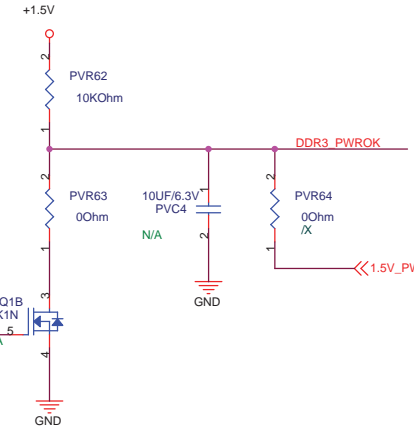 +1.5V
2
PVR62
10KOhm
1
DDR3_PWROK
2
PVR63
0Ohm
1
10UF/6.3V
PVC4
1
N/A
2
GND
2
PVR64
0Ohm
/X
1
1.5V_PW
3
Q1B
K1N
5
A
4
GND